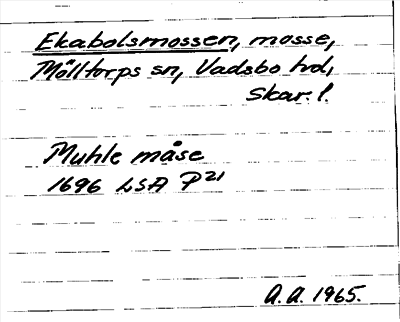 Ekabolsmossen, mosse,
Mölltorps sn, Vadsbo hd,
Skar. l.
Muhle måse
1696 LSA P21
A.A. 1965.